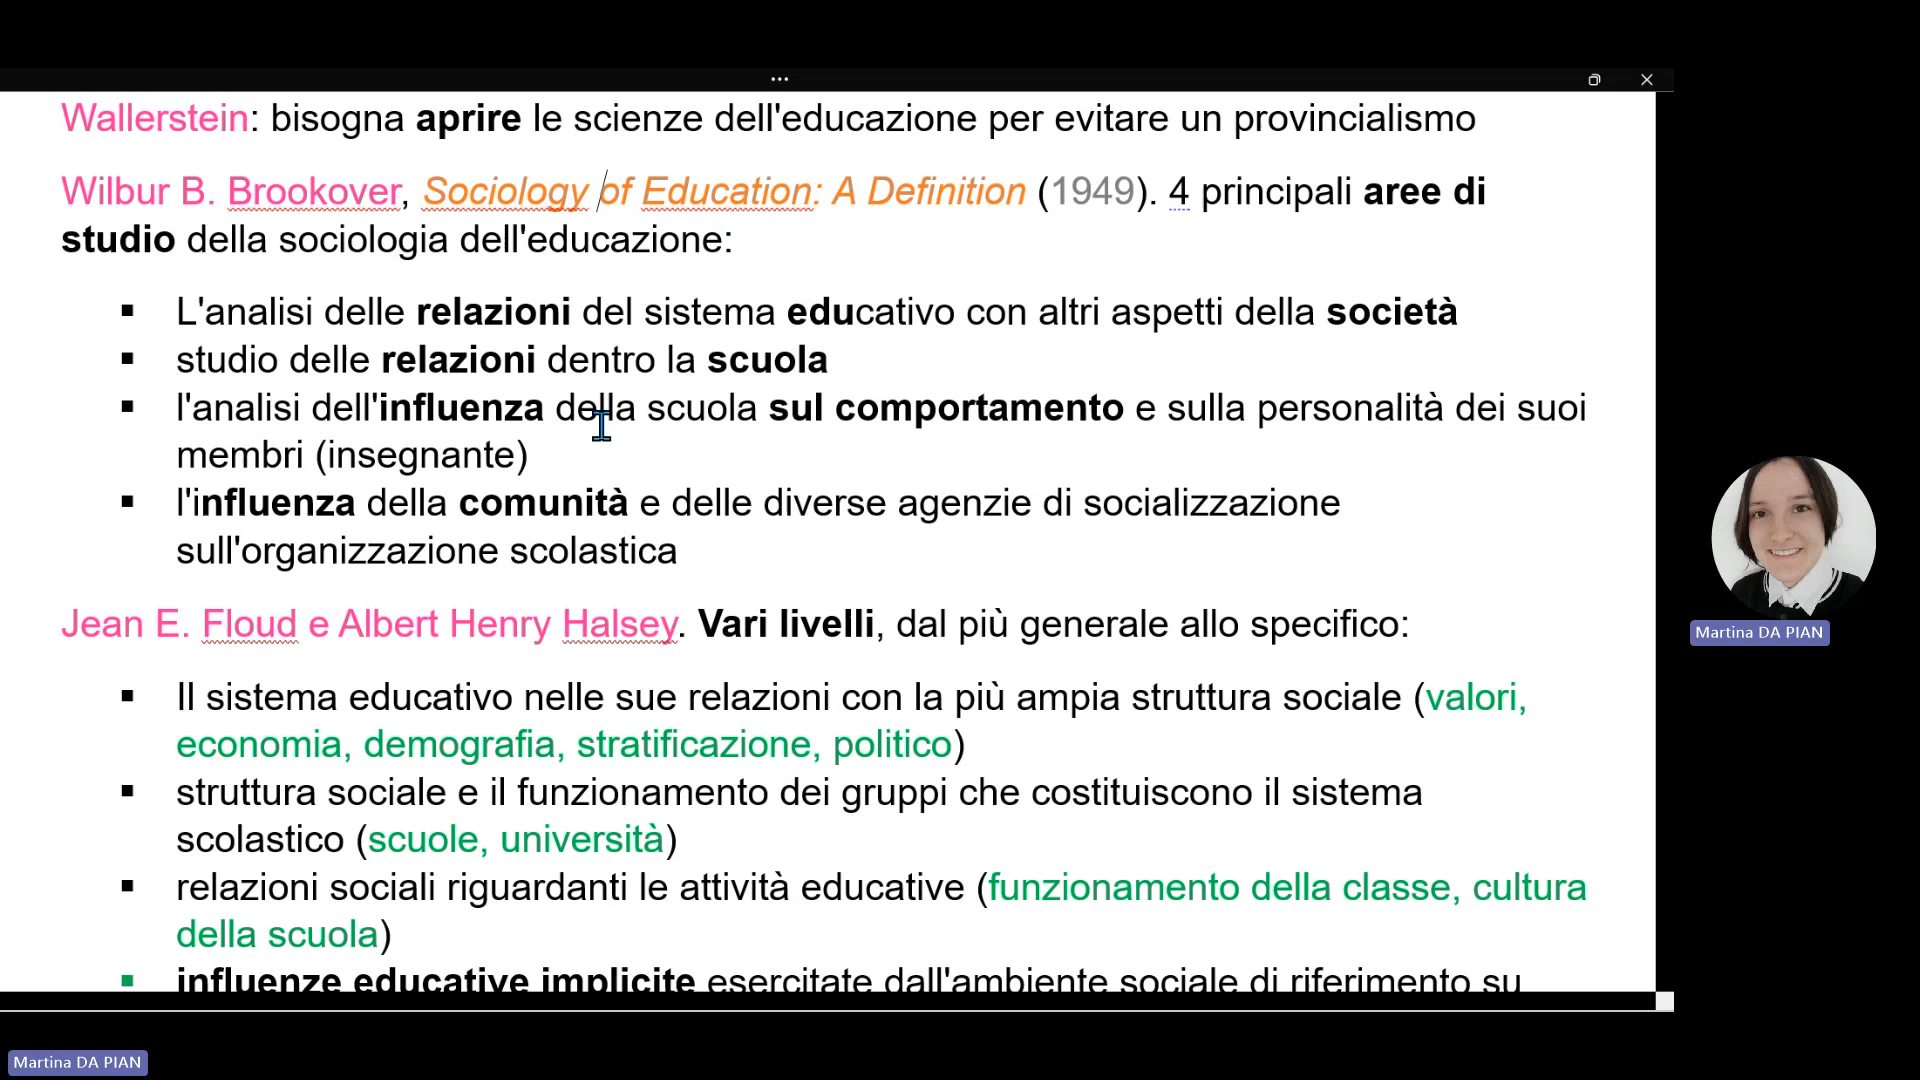 Wallerstein: bisogna aprire le scienze dell'educazione per evitare un provincialismo
Wilbur B. Brookover, Sociology of Education: A Definition (1949). 4 principali aree di
studio della sociologia dell'educazione:
▪ L'analisi delle relazioni del sistema educativo con altri aspetti della società
▪ studio delle relazioni dentro la scuola
▪ l'analisi dell'influenza della scuola sul comportamento e sulla personalità dei suoi
membri (insegnante)
▪ l'influenza della comunità e delle diverse agenzie di socializzazione
sull'organizzazione scolastica
Jean E. Floud e Albert Henry Halsey. Vari livelli, dal più generale allo specifico:
▪ Il sistema educativo nelle sue relazioni con la più ampia struttura sociale (valori,
economia, demografia, stratificazione, politico)
▪ struttura sociale e il funzionamento dei gruppi che costituiscono il sistema
scolastico (scuole, università)
▪ relazioni sociali riguardanti le attività educative (funzionamento della classe, cultura
della scuola)
▪ influenze educative implicite esercitate dall'ambiente sociale di riferimento su
Martina DA PIAN
Martina DA PIAN